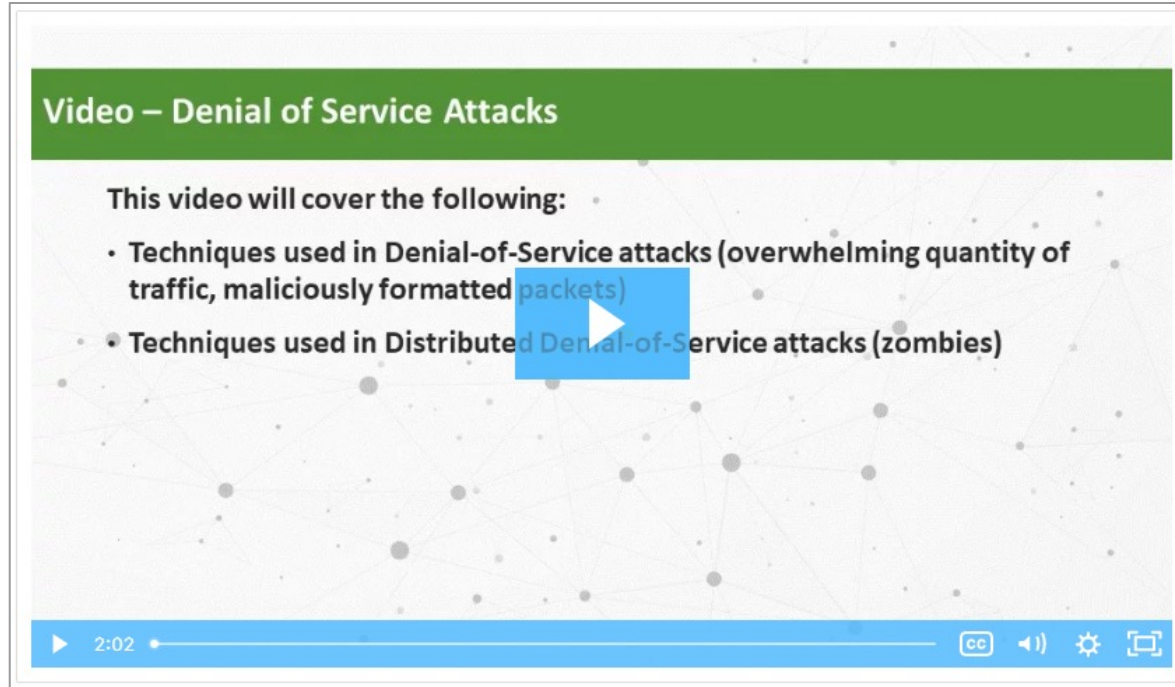 Video – Denial of Service Attacks
This video will cover the following:
• Techniques used in Denial-of-Service attacks (overwhelming quantity of
traffic, maliciously formatted packets)
• Techniques used in Distributed Denial-of-Service attacks (zombies)
2:02
CC